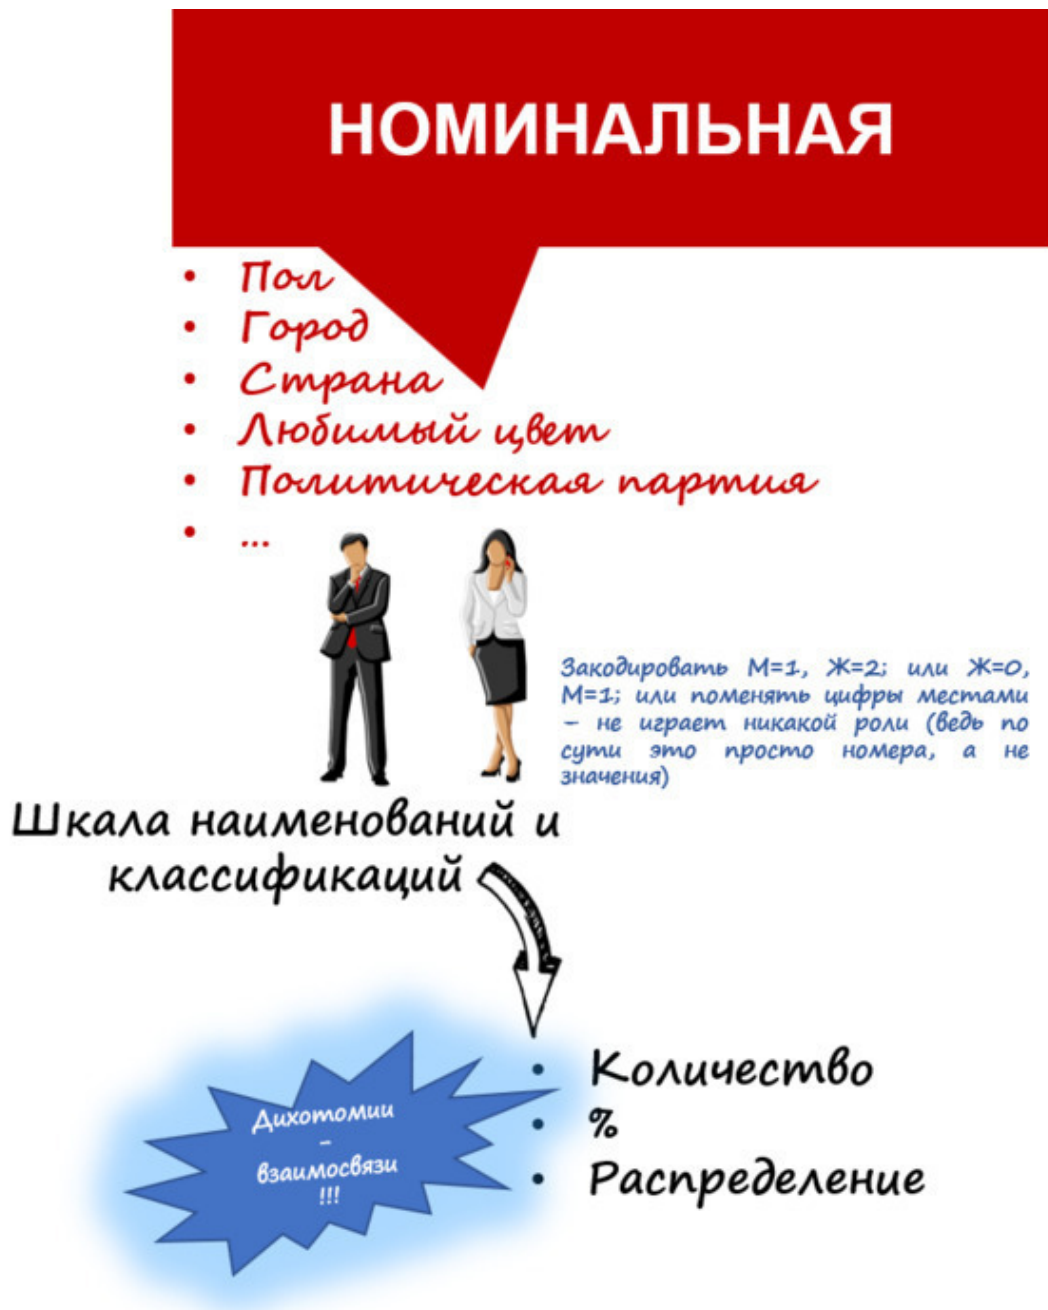 НОМИНАЛЬНАЯ
• Пол
• Город
• Страна
• Любимый цвет
• Политическая партия
• ...
Закодировать М=1, Ж=2; или Ж=0,
М=1; или поменять цифры местами
– не играет никакой роли (ведь по
сути это просто номера, а не
значения)
Шкала наименований и
классификаций
• Количество
• %
• Распределение
Дихотомии
–
взаимосвязи
!!!